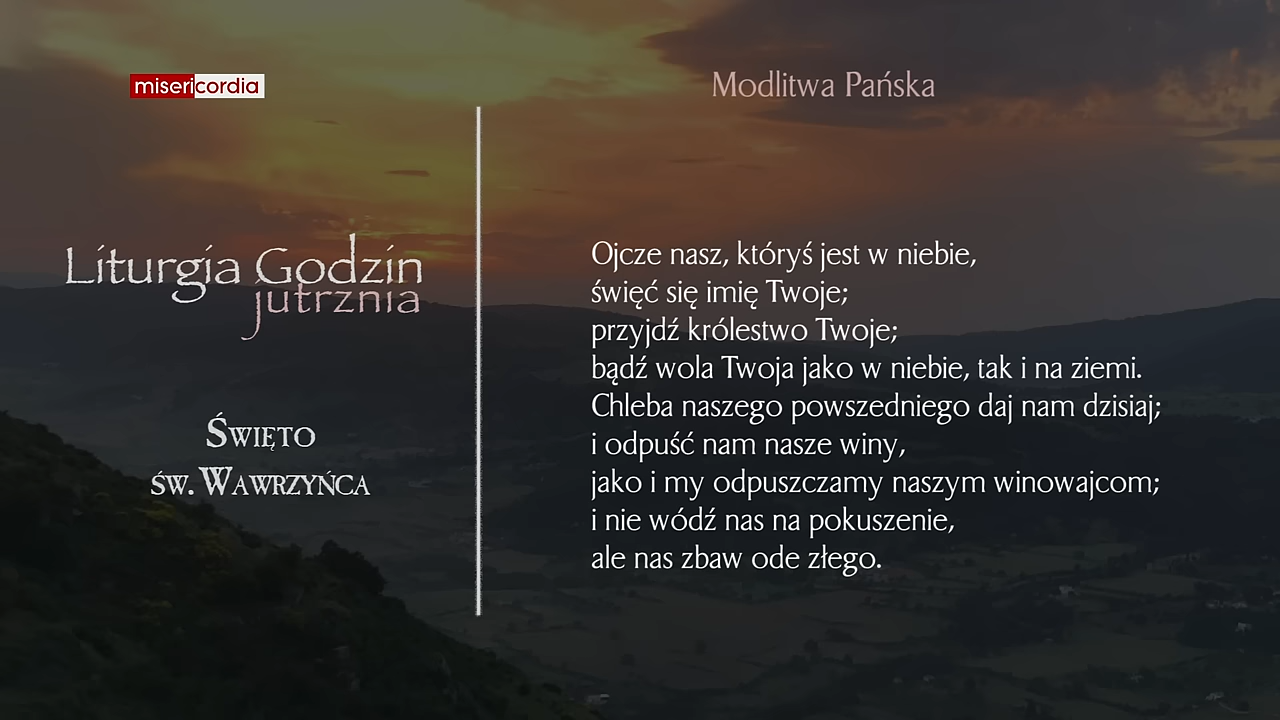 misericordia
Liturgia Godzin
jutrznia
Święto
św. Wawrzyńca
Modlitwa Pańska
Ojcze nasz, któryś jest w niebie,
święć się imię Twoje;
przyjdź królestwo Twoje;
bądź wola Twoja jako w niebie, tak i na ziemi.
Chleba naszego powszedniego daj nam dzisiaj;
i odpuść nam nasze winy,
jako i my odpuszczamy naszym winowajcom;
i nie wódź nas na pokuszenie,
ale nas zbaw ode złego.